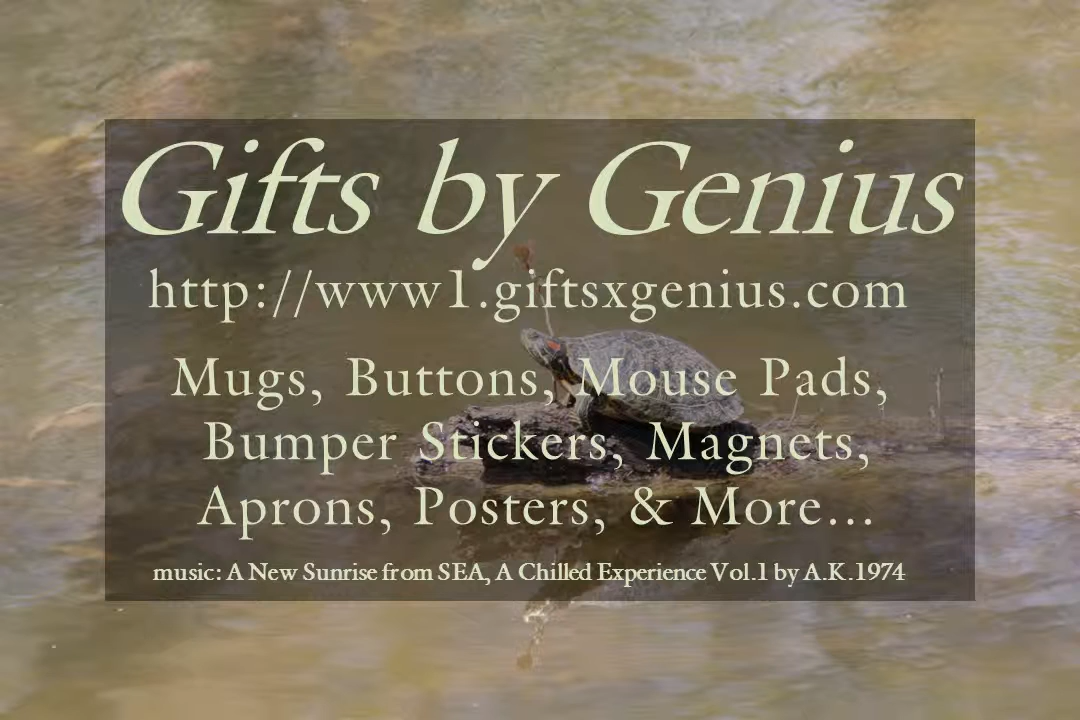 Gifts by Genius
http://www1.giftsxgenius.com
Mugs, Buttons, Mouse Pads,
Bumper Stickers, Magnets,
Aprons, Posters, & More...
music: A New Sunrise from SEA, A Chilled Experience Vol.1 by A.K.1974